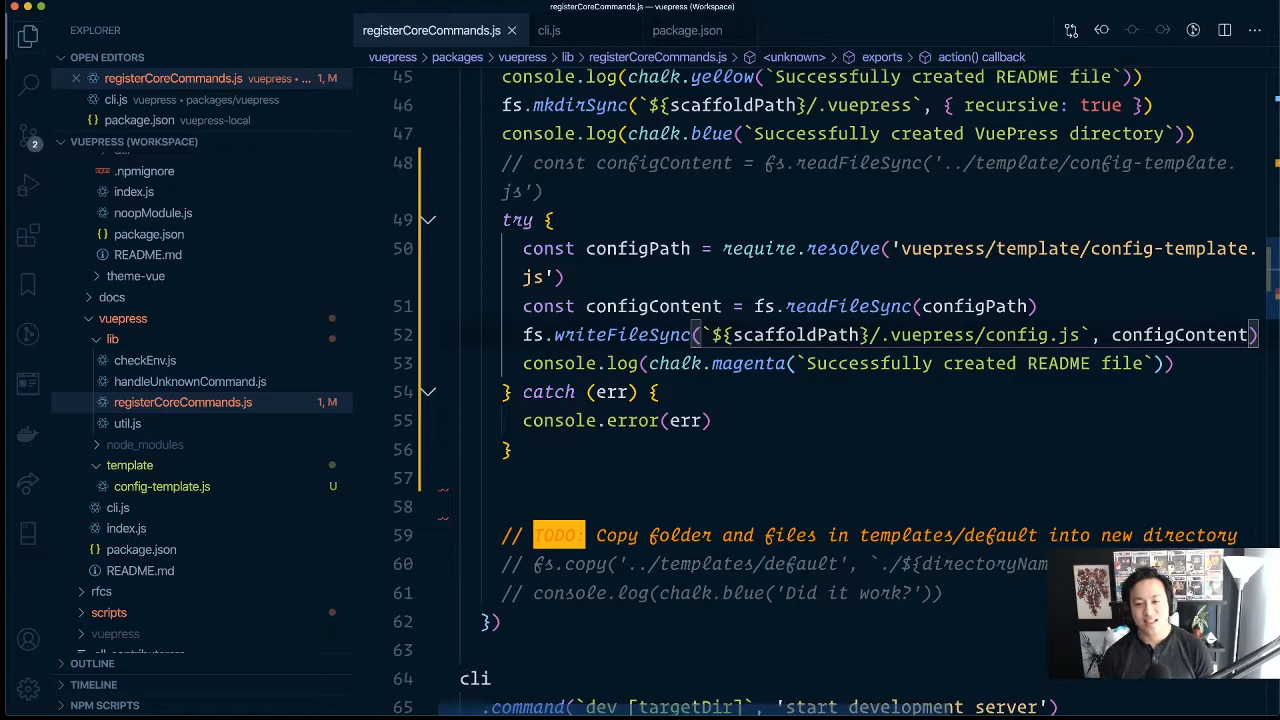 registerCoreCommands.js — vuepress (Workspace)
EXPLORER
registerCoreCommands.js
cli.js
package.json
vuepress > packages > vuepress > lib > registerCoreCommands.js > <unknown> > exports > action() callback
OPEN EDITORS
registerCoreCommands.js vuepress • ... 1, M
cli.js vuepress • packages/vuepress
package.json vuepress-local
VUEPRESS (WORKSPACE)
.npmignore
index.js
noopModule.js
package.json
README.md
theme-vue
docs
vuepress
lib
checkEnv.js
handleUnknownCommand.js
registerCoreCommands.js 1, M
util.js
node_modules
template
config-template.js U
cli.js
index.js
package.json
README.md
rfcs
scripts
vuepress
OUTLINE
TIMELINE
NPM SCRIPTS
2
45 console.log(chalk.yellow(`Successfully created README file`))
46 fs.mkdirSync(`${scaffoldPath}/.vuepress`, { recursive: true })
47 console.log(chalk.blue(`Successfully created VuePress directory`))
48 // const configContent = fs.readFileSync('../template/config-template.
js')
49 try {
50 const configPath = require.resolve('vuepress/template/config-template.
js')
51 const configContent = fs.readFileSync(configPath)
52 fs.writeFileSync(`${scaffoldPath}/.vuepress/config.js`, configContent)
53 console.log(chalk.magenta(`Successfully created README file`))
54 } catch (err) {
55 console.error(err)
56 }
57
58
59 // TODO: Copy folder and files in templates/default into new directory
60 // fs.copy('../templates/default', `./${directoryNam
61 // console.log(chalk.blue('Did it work?'))
62 })
63
64 cli
65 .command(`dev [targetDir]`, 'start development server')